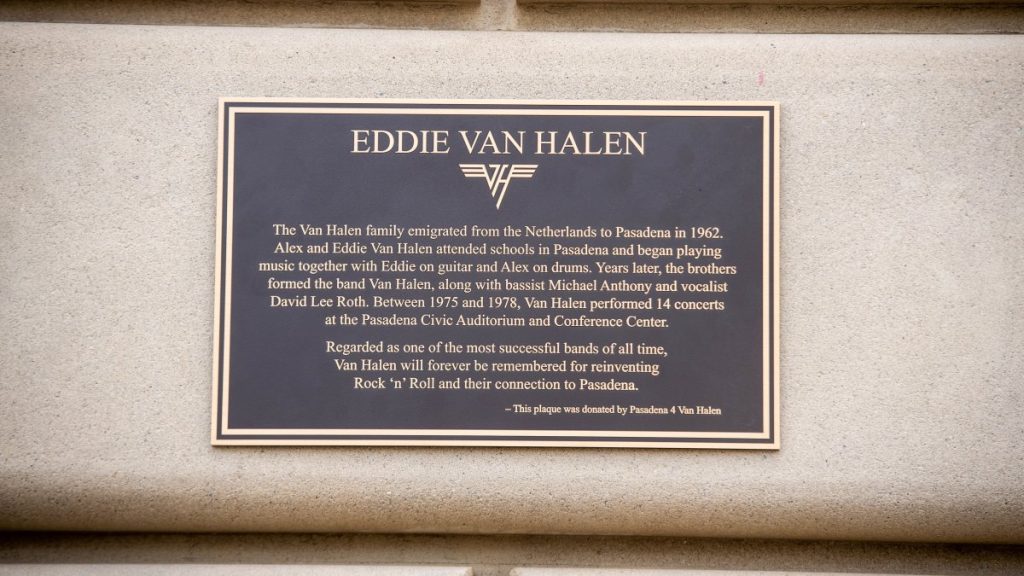 EDDIE VAN HALEN
VH
The Van Halen family emigrated from the Netherlands to Pasadena in 1962.
Alex and Eddie Van Halen attended schools in Pasadena and began playing
music together with Eddie on guitar and Alex on drums. Years later, the brothers
formed the band Van Halen, along with bassist Michael Anthony and vocalist
David Lee Roth. Between 1975 and 1978, Van Halen performed 14 concerts
at the Pasadena Civic Auditorium and Conference Center.
Regarded as one of the most successful bands of all time,
Van Halen will forever be remembered for reinventing
Rock ‘n’ Roll and their connection to Pasadena.
– This plaque was donated by Pasadena 4 Van Halen